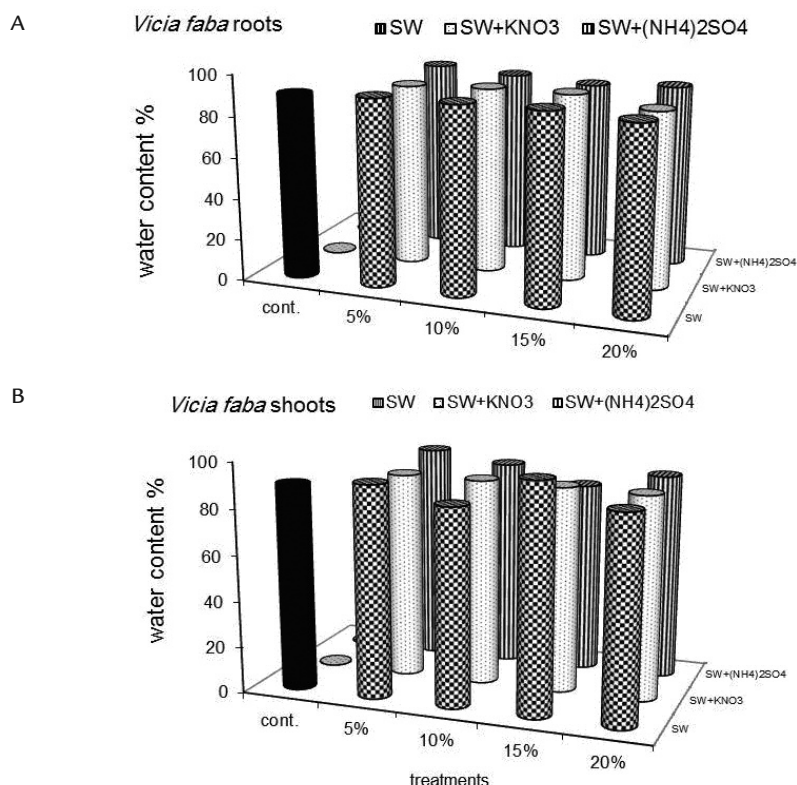 A
Vicia faba roots
SW SW+KNO3 SW+(NH4)2SO4
water content %
100
80
60
40
20
0
cont.
5%
10%
15%
20%
SW+(NH4)2SO4
SW+KNO3
SW
B
Vicia faba shoots
SW SW+KNO3 SW+(NH4)2SO4
water content %
100
80
60
40
20
0
cont.
5%
10%
15%
20%
SW+(NH4)2SO4
SW+KNO3
SW
treatments